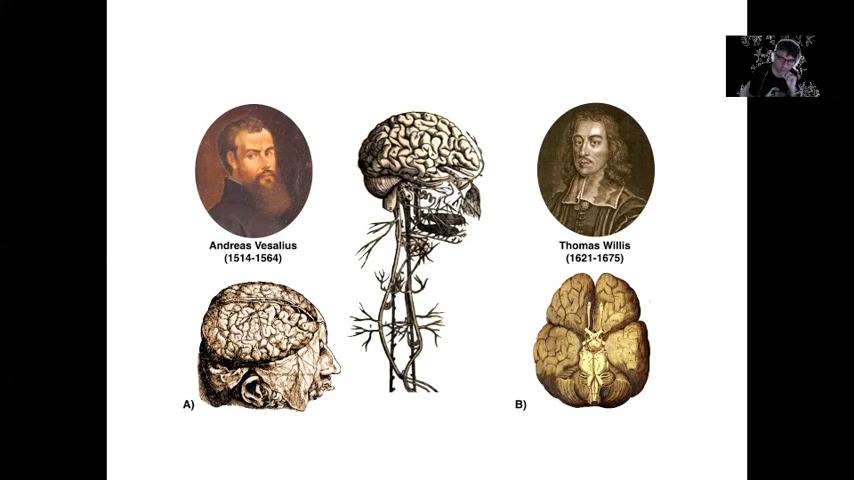 Andreas Vesalius
(1514-1564)
Thomas Willis
(1621-1675)
A)
B)